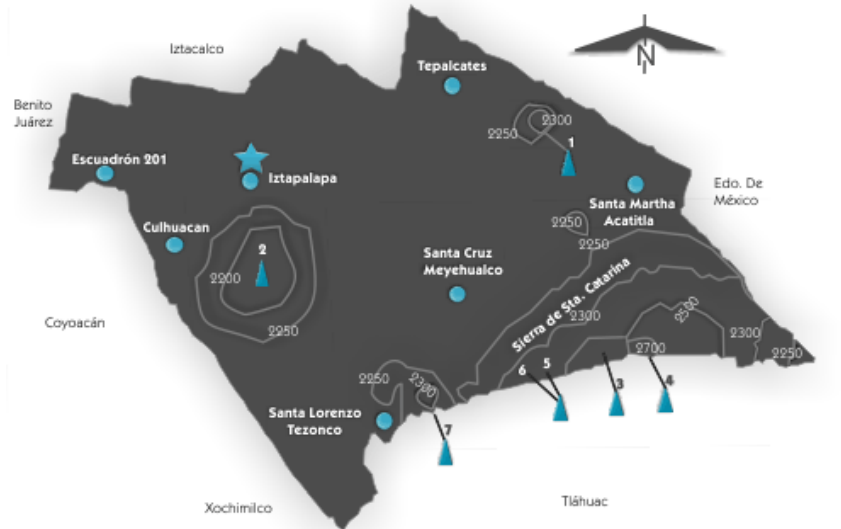 Iztacalco
Tepalcates
N
Benito
Juárez
2300
2250
1
Escuadrón 201
Iztapalapa
Edo. De
México
Santa Martha
Acatitla
Culhuacan
2250
2250
2
Santa Cruz
Meyehualco
Sierra de Sta. Catarina
2200
2300
2500
Coyoacán
2250
2300
2700
2250
5
6
2250
2300
3
4
Santa Lorenzo
Tezonco
7
Xochimilco
Tláhuac